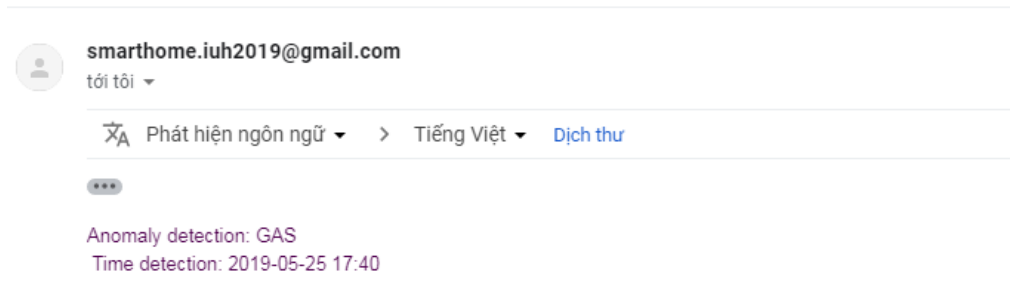 smarthome.iuh2019@gmail.com
tới tôi
Phát hiện ngôn ngữ > Tiếng Việt Dịch thư
Anomaly detection: GAS
Time detection: 2019-05-25 17:40